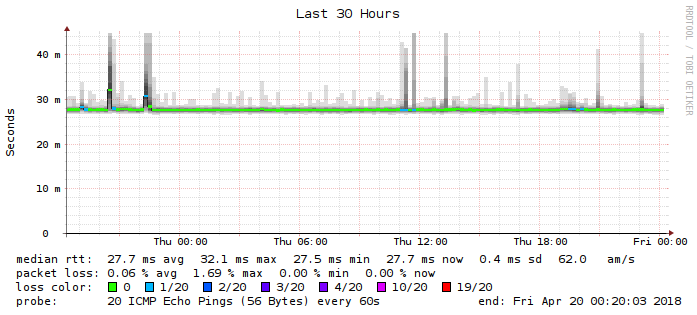 Last 30 Hours
RRDTOOL / TOBI OETIKER
Seconds
40 m
30 m
20 m
10 m
0
Thu 00:00 Thu 06:00 Thu 12:00 Thu 18:00 Fri 00:00
median rtt: 27.7 ms avg 32.1 ms max 27.5 ms min 27.7 ms now 0.4 ms sd 62.0 am/s
packet loss: 0.06 % avg 1.69 % max 0.00 % min 0.00 % now
loss color: 0 1/20 2/20 3/20 4/20 10/20 19/20
probe: 20 ICMP Echo Pings (56 Bytes) every 60s end: Fri Apr 20 00:20:03 2018